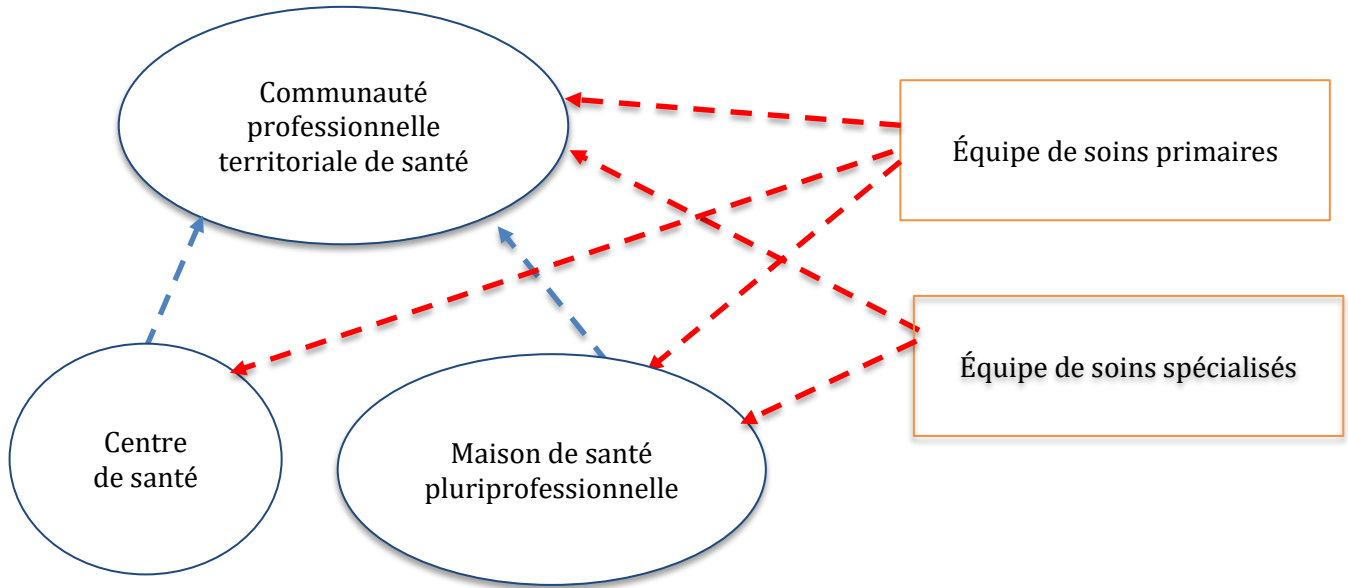 Communauté
professionnelle
territoriale de santé
Équipe de soins primaires
Équipe de soins spécialisés
Centre
de santé
Maison de santé
pluriprofessionnelle